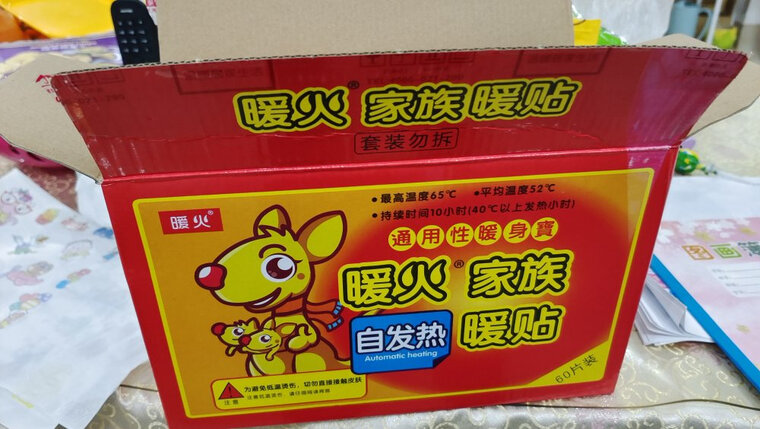 暖火® 家族暖贴
套装勿拆
暖火
•最高温度65℃ •平均温度52℃
•持续时间10小时(40℃以上发热小时)
通用性暖身寶
暖火® 家族
自发热 暖贴
Automatic heating
为避免低温烫伤，切勿直接接触皮肤
注意
60片装
画簿